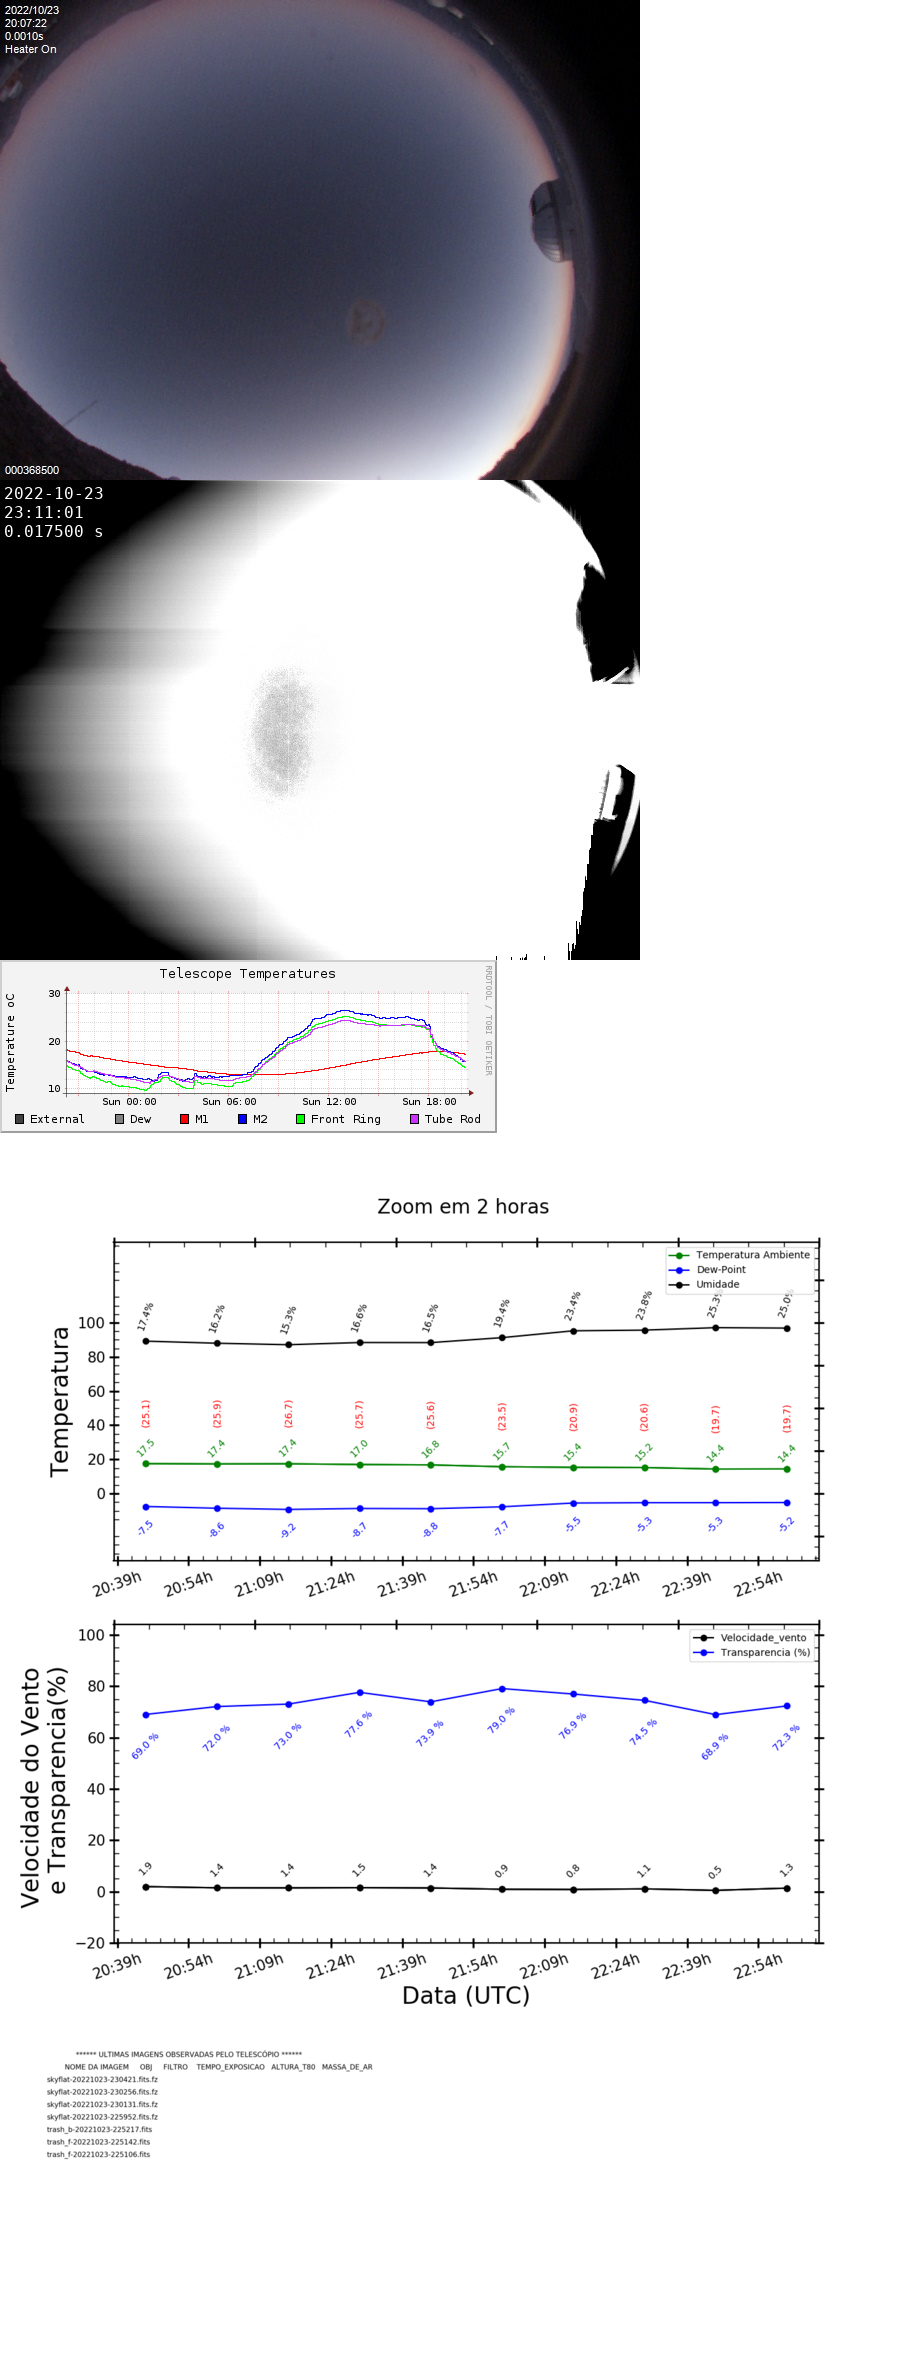 2022/10/23
20:07:22
0.0010s
Heater On
000368500
2022-10-23
23:11:01
0.017500 s
Telescope Temperatures
RRDTOOL / TOBI OETIKER
Temperature oC
30
20
10
Sun 00:00 Sun 06:00 Sun 12:00 Sun 18:00
External Dew M1 M2 Front Ring Tube Rod
Zoom em 2 horas
Temperatura Ambiente
Dew-Point
Umidade
17.4% 16.2% 15.3% 16.6% 16.5% 19.4% 23.4% 23.8% 25.3% 25.0%
Temperatura
100
80
60
40
20
0
(25.1) (25.9) (26.7) (25.7) (25.6) (23.5) (20.9) (20.6) (19.7) (19.7)
17.5 17.4 17.4 17.0 16.8 15.7 15.4 15.2 14.4 14.4
-7.5 -8.6 -9.2 -8.7 -8.8 -7.7 -5.5 -5.3 -5.3 -5.2
20:39h 20:54h 21:09h 21:24h 21:39h 21:54h 22:09h 22:24h 22:39h 22:54h
Velocidade_vento
Transparencia (%)
Velocidade do Vento
e Transparencia(%)
100
80
60
40
20
0
−20
69.0 % 72.0 % 73.0 % 77.6 % 73.9 % 79.0 % 76.9 % 74.5 % 68.9 % 72.3 %
1.9 1.4 1.4 1.5 1.4 0.9 0.8 1.1 0.5 1.3
20:39h 20:54h 21:09h 21:24h 21:39h 21:54h 22:09h 22:24h 22:39h 22:54h
Data (UTC)
****** ULTIMAS IMAGENS OBSERVADAS PELO TELESCÓPIO ******
NOME DA IMAGEM OBJ FILTRO TEMPO_EXPOSICAO ALTURA_T80 MASSA_DE_AR
skyflat-20221023-230421.fits.fz
skyflat-20221023-230256.fits.fz
skyflat-20221023-230131.fits.fz
skyflat-20221023-225952.fits.fz
trash_b-20221023-225217.fits
trash_f-20221023-225142.fits
trash_f-20221023-225106.fits